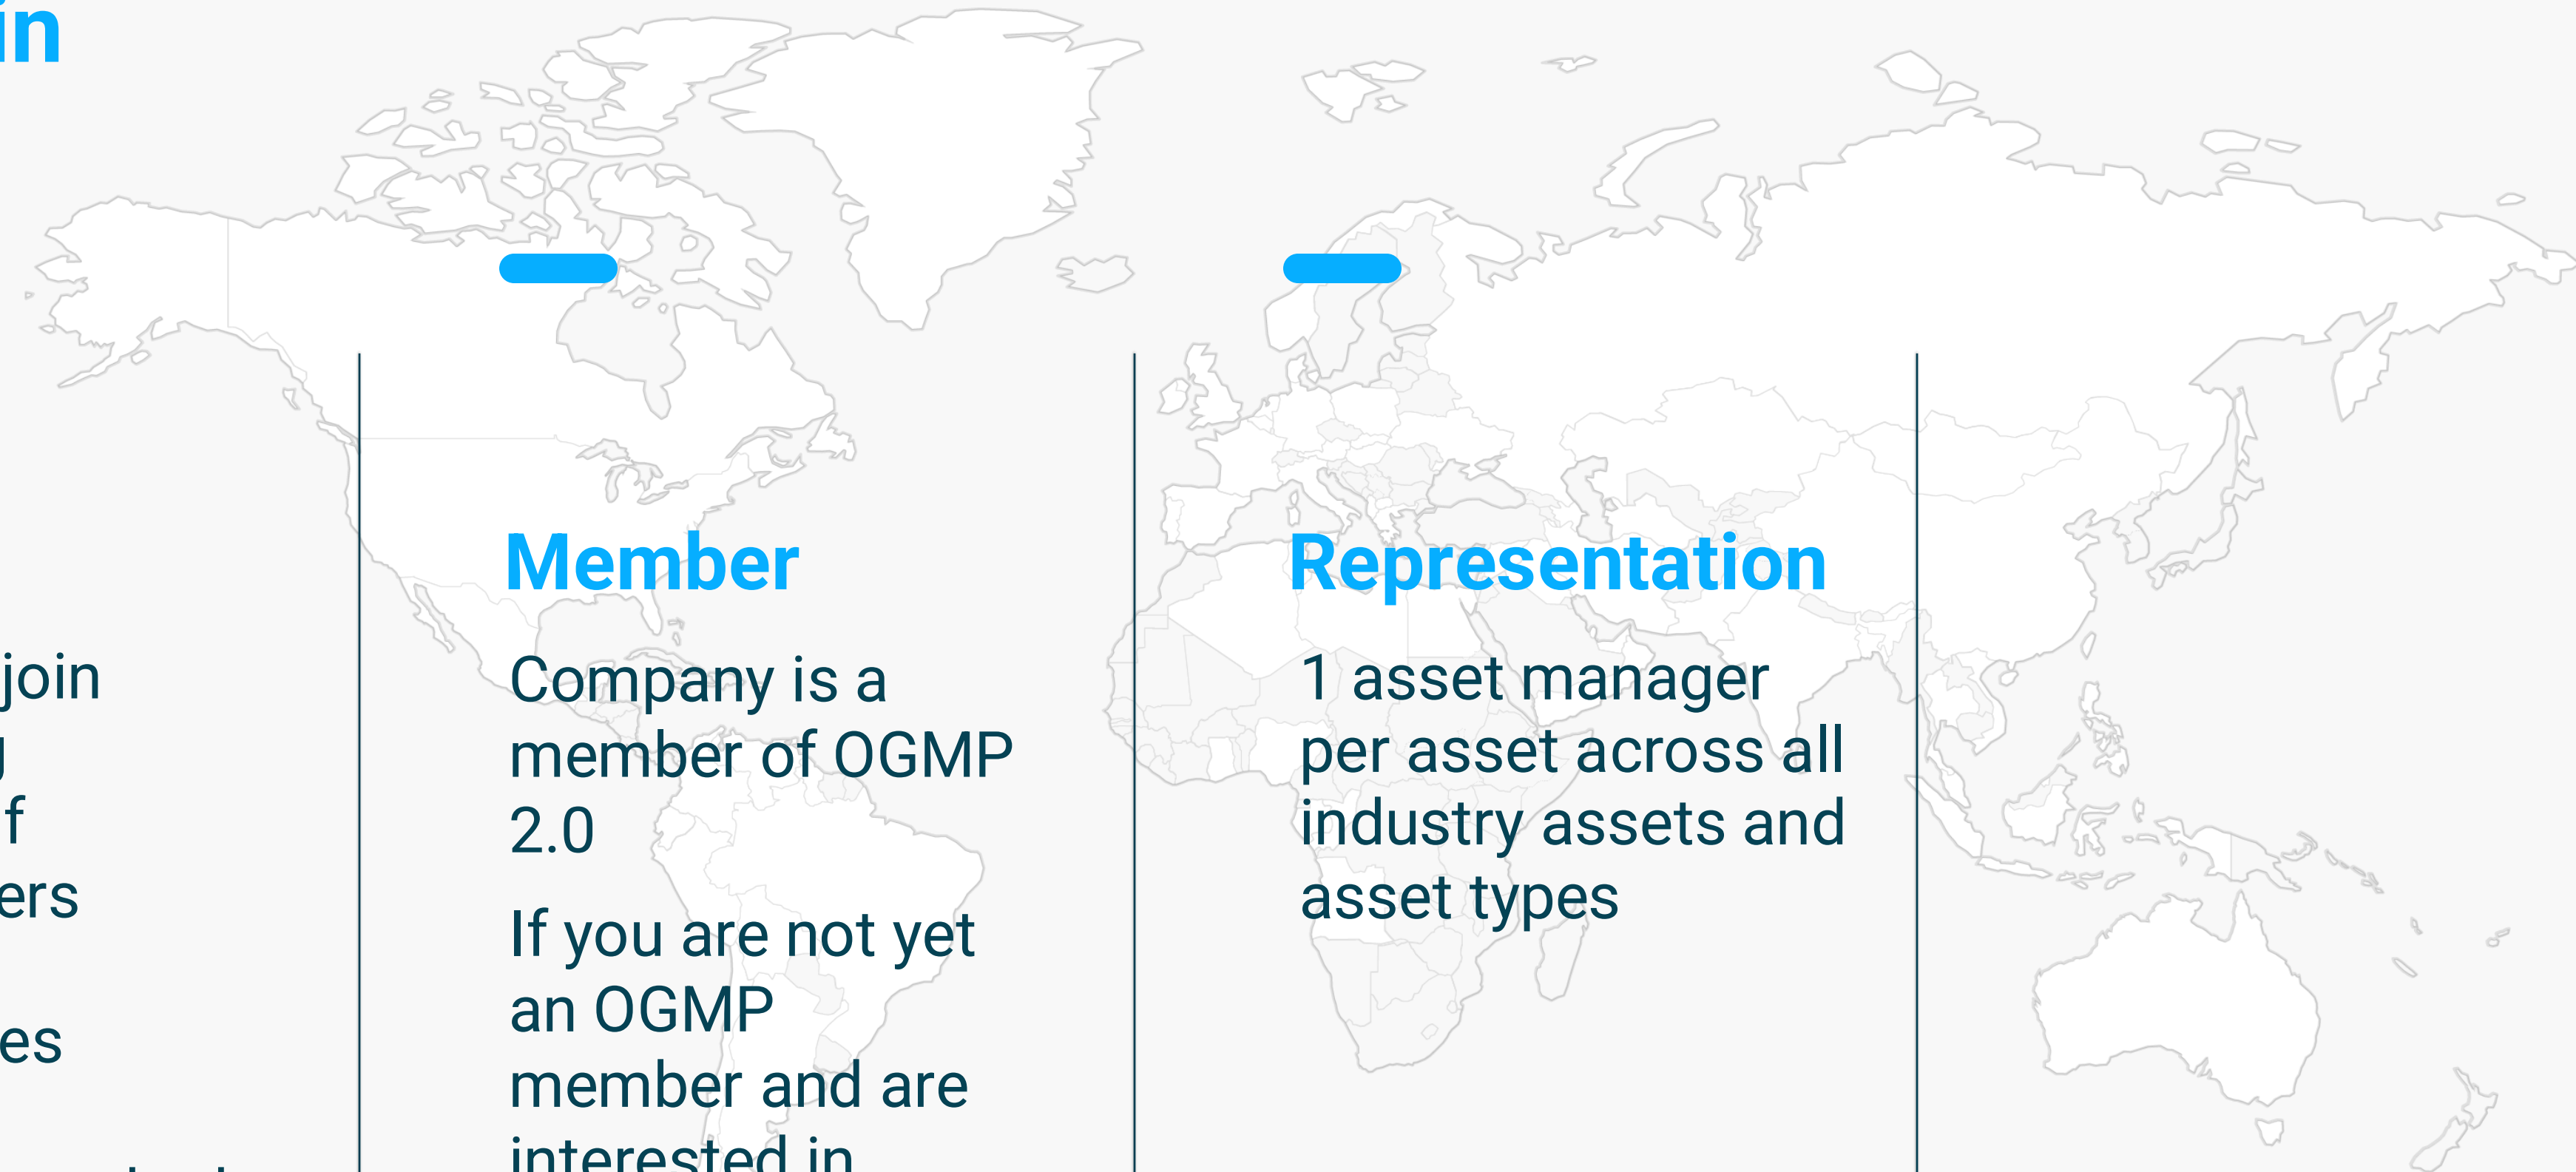 in
join
f
ers
es
Member
Company is a
member of OGMP
2.0
If you are not yet
an OGMP
member and are
interested in
Representation
1 asset manager
per asset across all
industry assets and
asset types